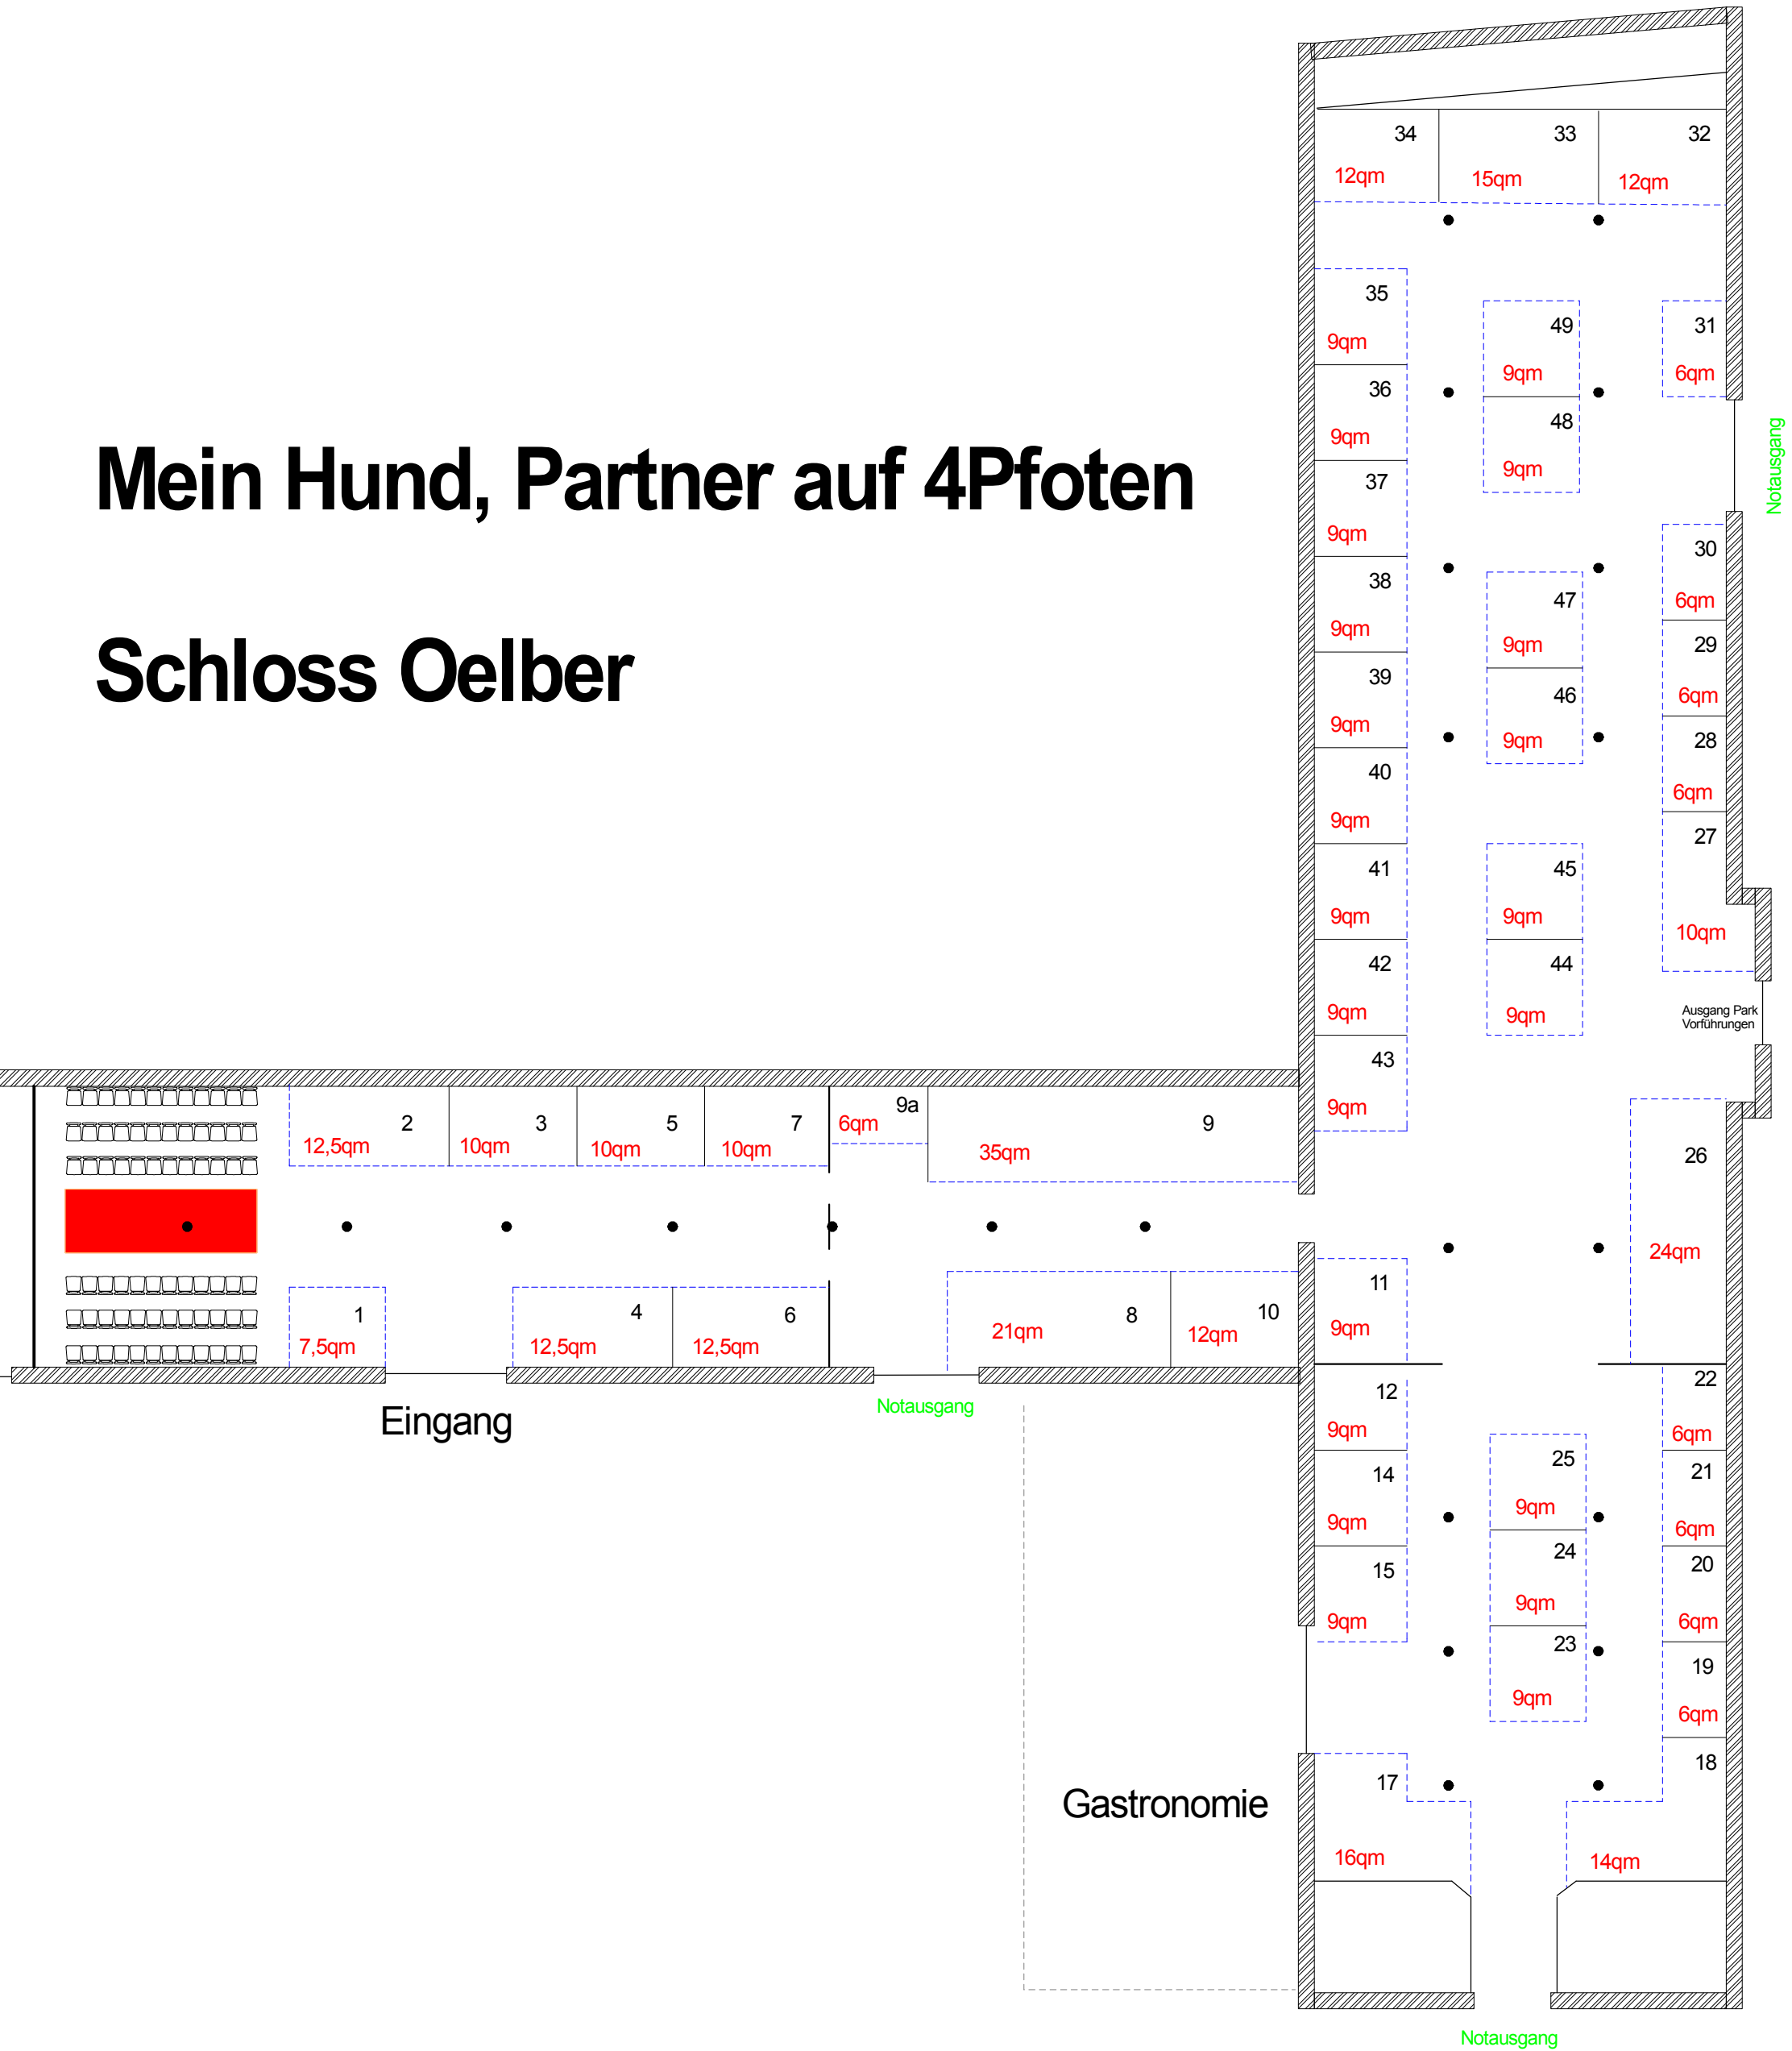 Mein Hund, Partner auf 4Pfoten
Schloss Oelber
34
33
32
12qm
15qm
12qm
35
9qm
49
9qm
31
6qm
36
9qm
48
9qm
Notausgang
37
9qm
30
6qm
38
9qm
47
9qm
29
6qm
39
9qm
46
9qm
28
6qm
40
9qm
27
10qm
41
9qm
45
9qm
42
9qm
44
9qm
Ausgang Park
Vorführungen
43
9qm
2
12,5qm
3
10qm
5
10qm
7
10qm
9a
6qm
9
35qm
26
24qm
1
7,5qm
4
12,5qm
6
12,5qm
8
21qm
10
12qm
11
9qm
Eingang
Notausgang
12
9qm
22
6qm
14
9qm
25
9qm
21
6qm
15
9qm
24
9qm
20
6qm
23
9qm
19
6qm
Gastronomie
17
16qm
18
14qm
Notausgang